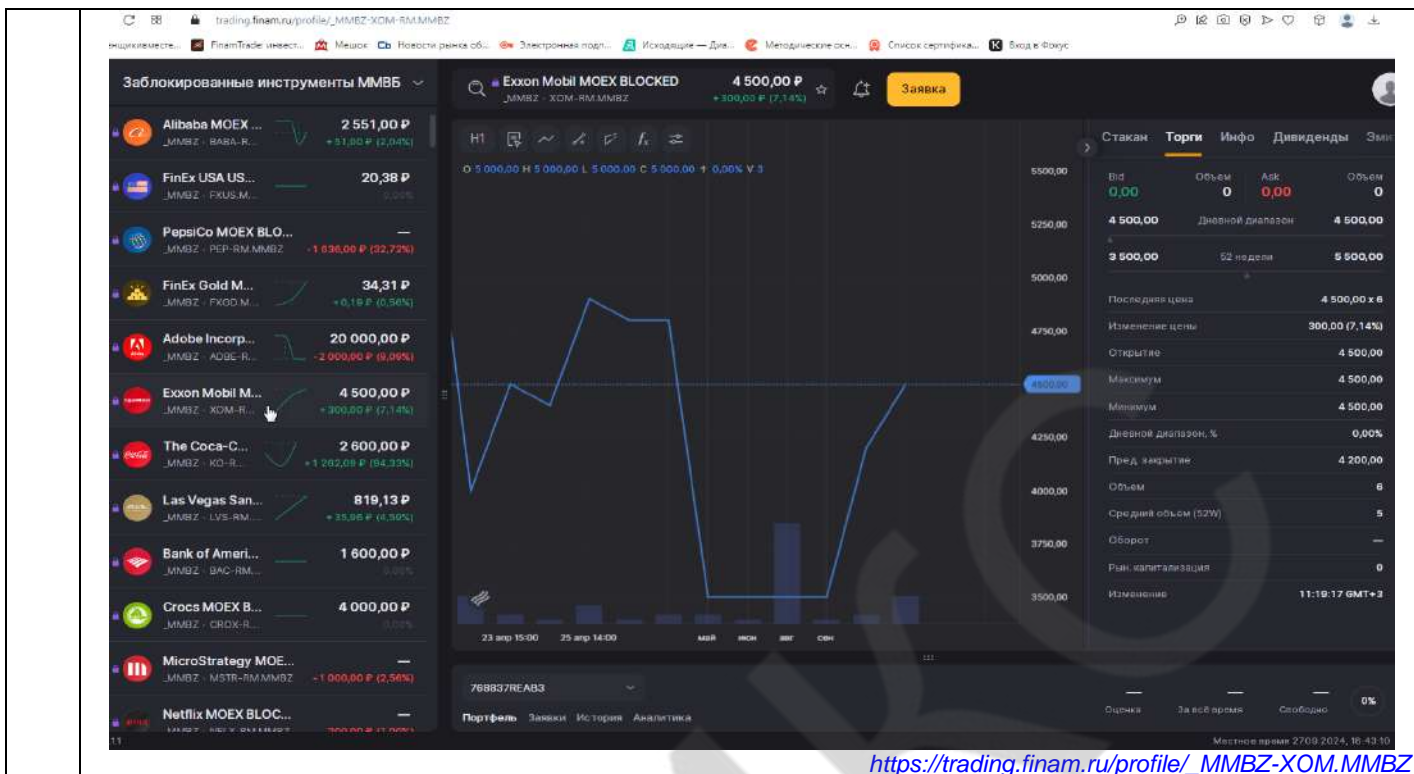 trading.finam.ru/profile/_MMBZ-XOM-RM.MMBZ
FinamTrade инвест... Мешок Новости рынка об... Электронная подп... Исходящие — Диа... Методические осн... Список сертифика... Вход в Фокус
Заблокированные инструменты ММВБ
Exxon Mobil MOEX BLOCKED
_MMBZ · XOM-RM.MMBZ
4 500,00 ₽
+300,00 ₽ (7,14%)
Заявка
Alibaba MOEX ... 2 551,00 ₽
_MMBZ · BABA-R... +51,00 ₽ (2,04%)
FinEx USA US... 20,38 ₽
_MMBZ · FXUS.M... 0,00%
PepsiCo MOEX BLO... —
_MMBZ · PEP-RM.MMBZ -1 636,00 ₽ (32,72%)
FinEx Gold M... 34,31 ₽
_MMBZ · FXGD.M... +0,19 ₽ (0,56%)
Adobe Incorp... 20 000,00 ₽
_MMBZ · ADBE-R... -2 000,00 ₽ (9,09%)
Exxon Mobil M... 4 500,00 ₽
_MMBZ · XOM-R... +300,00 ₽ (7,14%)
The Coca-C... 2 600,00 ₽
_MMBZ · KO-R... +1 262,09 ₽ (94,33%)
Las Vegas San... 819,13 ₽
_MMBZ · LVS-RM.... +35,96 ₽ (4,59%)
Bank of Ameri... 1 600,00 ₽
_MMBZ · BAC-RM... 0,00%
Crocs MOEX B... 4 000,00 ₽
_MMBZ · CROX-R... 0,00%
MicroStrategy MOE... —
_MMBZ · MSTR-RM.MMBZ -1 000,00 ₽ (2,56%)
Netflix MOEX BLOC... —
H1
O 5 000,00 H 5 000,00 L 5 000,00 C 5 000,00 0,00% V 3
5500,00
5250,00
5000,00
4750,00
4500,00
4250,00
4000,00
3750,00
3500,00
23 апр 15:00 25 апр 14:00 май июн авг сен
768837REAB3
Портфель Заявки История Аналитика
Стакан Торги Инфо Дивиденды Эми
Bid Объем Ask Объем
0,00 0 0,00 0
4 500,00 Дневной диапазон 4 500,00
3 500,00 52 недели 5 500,00
Последняя цена 4 500,00 x 6
Изменение цены 300,00 (7,14%)
Открытие 4 500,00
Максимум 4 500,00
Минимум 4 500,00
Дневной диапазон, % 0,00%
Пред. закрытие 4 200,00
Объем 6
Средний объем (52W) 5
Оборот —
Рын. капитализация 0
Изменение 11:19:17 GMT+3
— — — 0%
Оценка За всё время Свободно
Местное время 27.09.2024, 16:43:10
https://trading.finam.ru/profile/_MMBZ-XOM.MMBZ